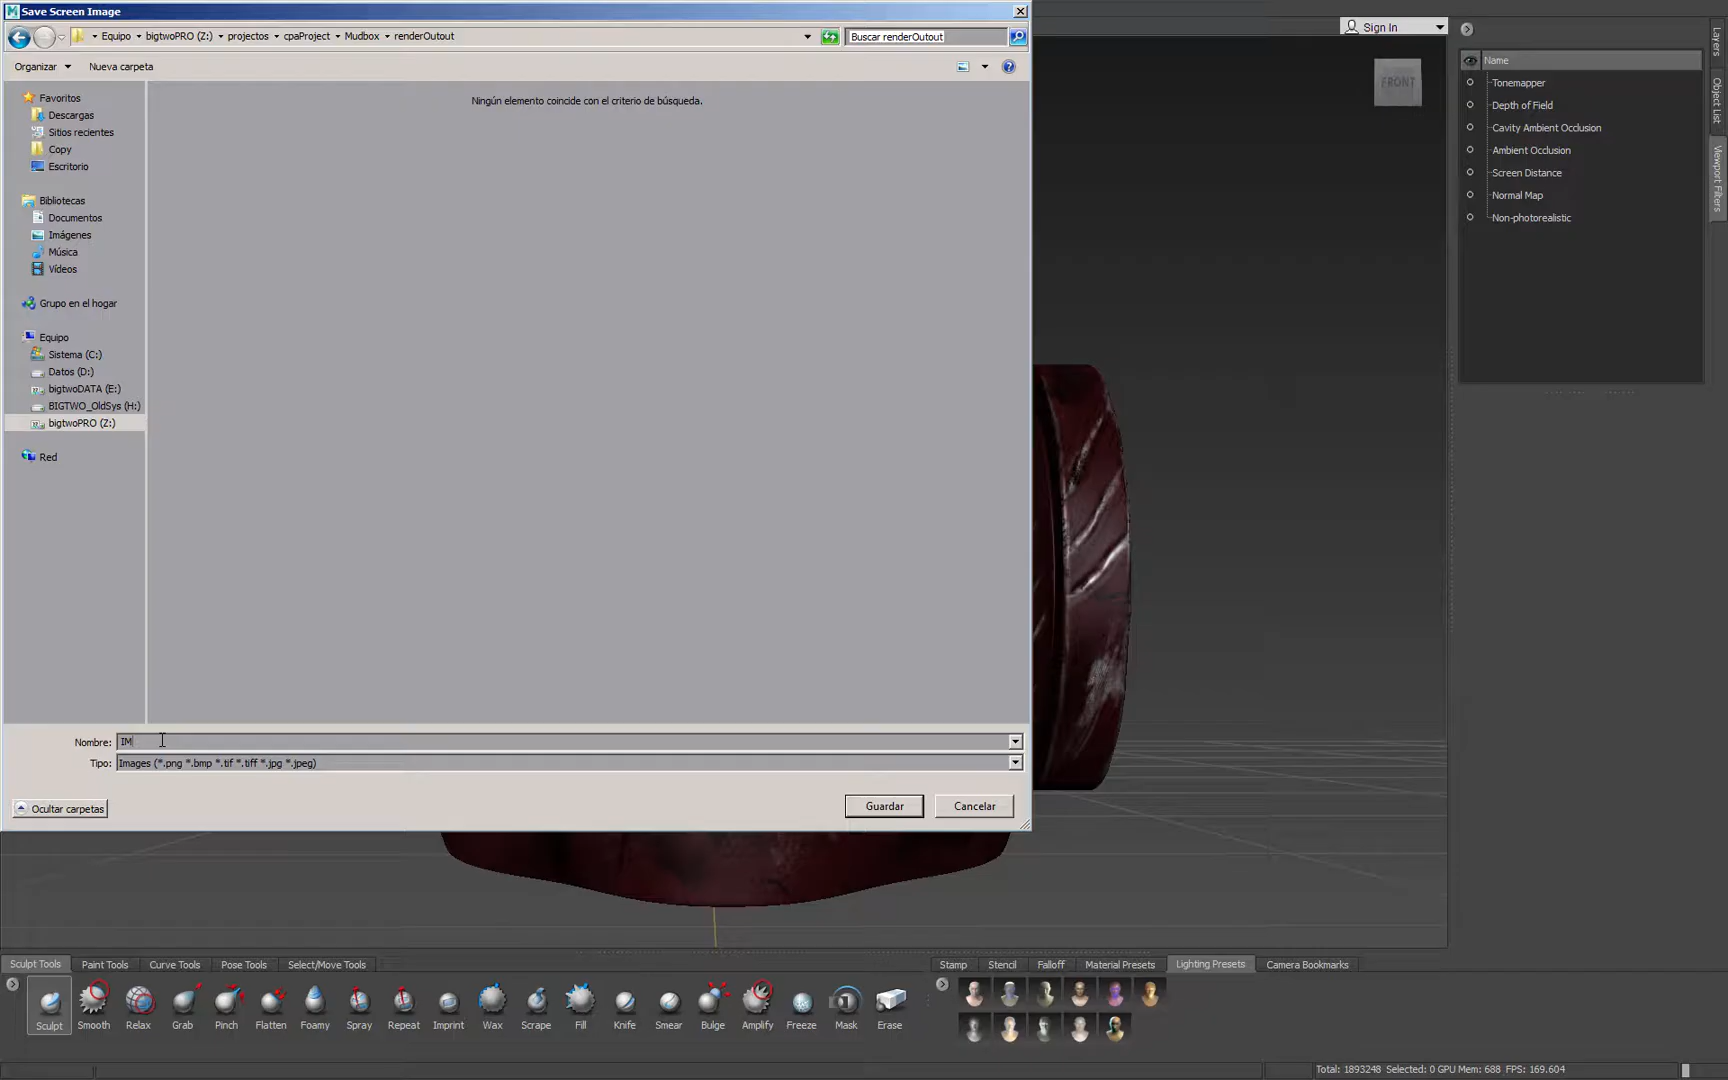 Save Screen Image
Equipo bigtwoPRO (Z:) projectos cpaProject Mudbox renderOutout
Buscar renderOutout
Sign In
Organizar
Nueva carpeta
Favoritos
Descargas
Sitios recientes
Copy
Escritorio
Bibliotecas
Documentos
Imágenes
Música
Vídeos
Grupo en el hogar
Equipo
Sistema (C:)
Datos (D:)
bigtwoDATA (E:)
BIGTWO_OldSys (H:)
bigtwoPRO (Z:)
Red
Ningún elemento coincide con el criterio de búsqueda.
Nombre: IM
Tipo: Images (*.png *.bmp *.tif *.tiff *.jpg *.jpeg)
Ocultar carpetas
Guardar
Cancelar
FRONT
Name
Tonemapper
Depth of Field
Cavity Ambient Occlusion
Ambient Occlusion
Screen Distance
Normal Map
Non-photorealistic
Layers
Object List
Viewport Filters
Sculpt Tools Paint Tools Curve Tools Pose Tools Select/Move Tools
Sculpt Smooth Relax Grab Pinch Flatten Foamy Spray Repeat Imprint Wax Scrape Fill Knife Smear Bulge Amplify Freeze Mask Erase
Stamp Stencil Falloff Material Presets Lighting Presets Camera Bookmarks
Total: 1893248 Selected: 0 GPU Mem: 688 FPS: 169.604